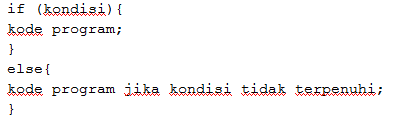 if (kondisi){
kode program;
}
else{
kode program jika kondisi tidak terpenuhi;
}